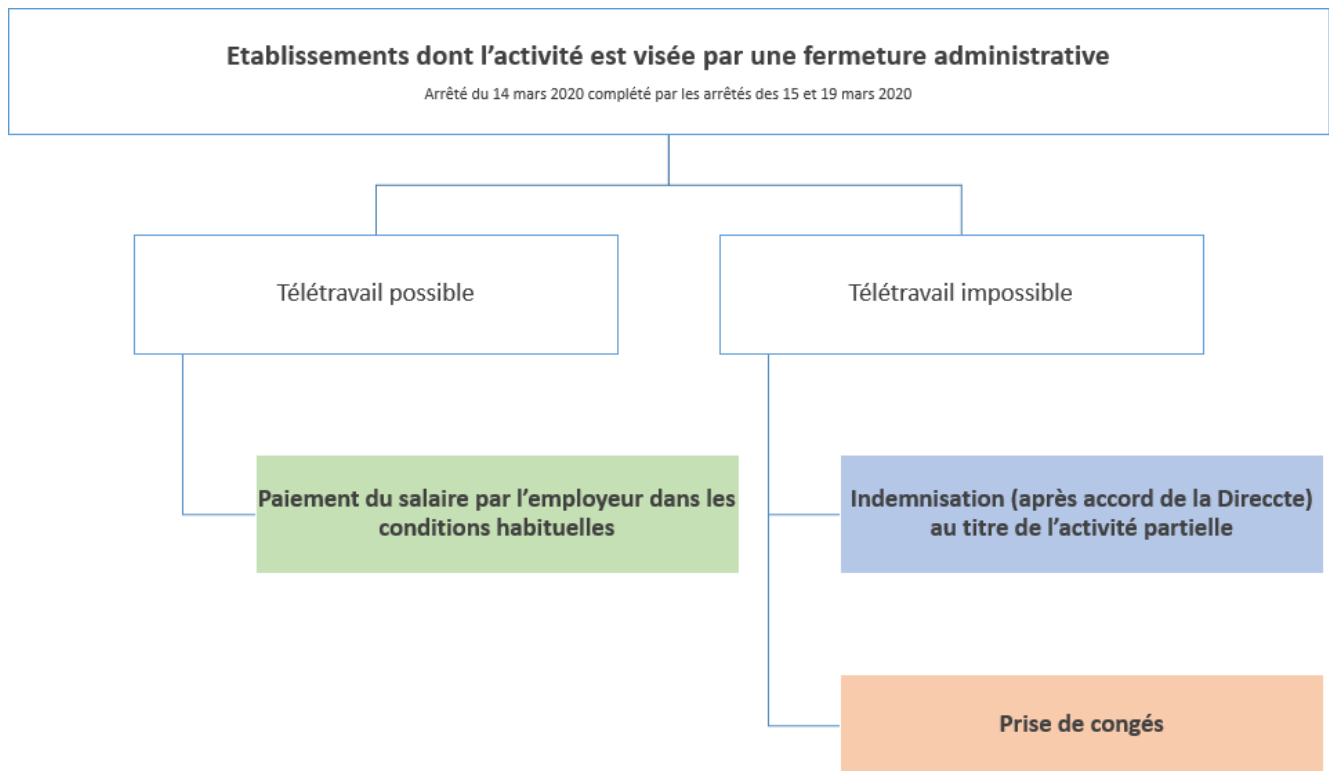 Etablissements dont l’activité est visée par une fermeture administrative
Arrêté du 14 mars 2020 complété par les arrêtés des 15 et 19 mars 2020
Télétravail possible
Télétravail impossible
Paiement du salaire par l’employeur dans les
conditions habituelles
Indemnisation (après accord de la Direccte)
au titre de l’activité partielle
Prise de congés